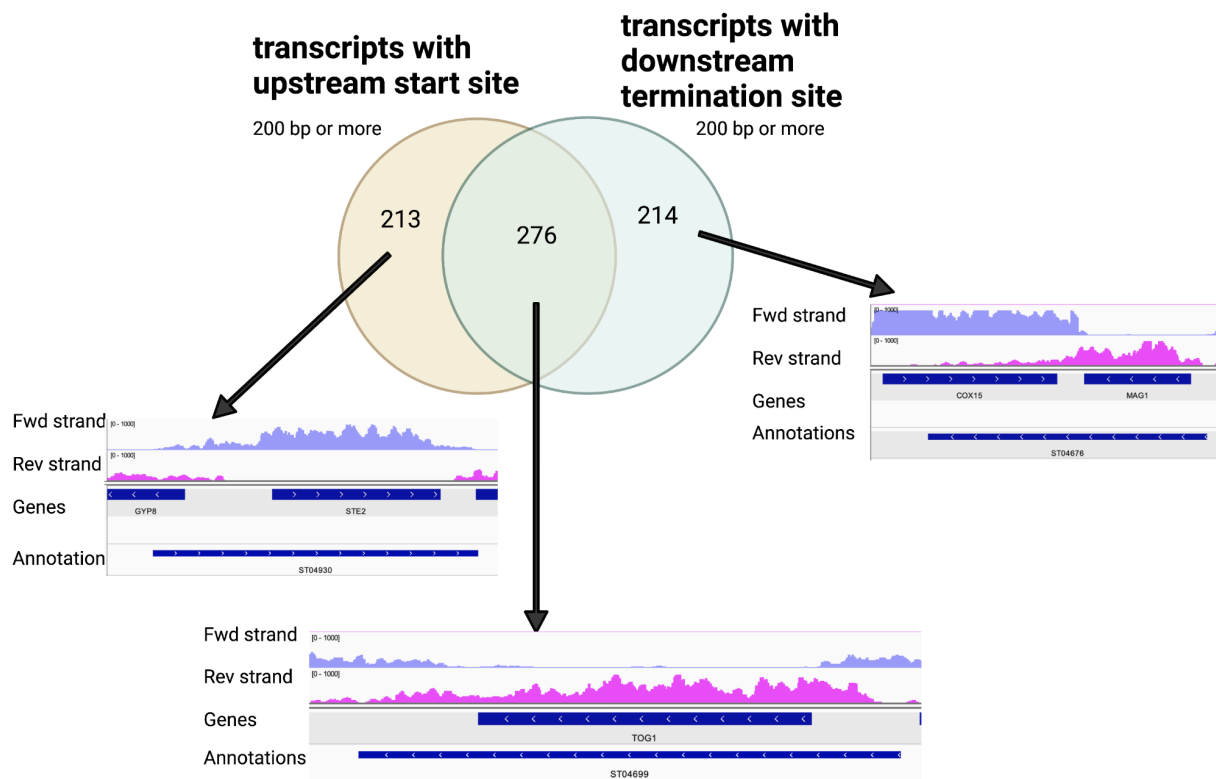 transcripts with
upstream start site
200 bp or more
transcripts with
downstream
termination site
200 bp or more
213
276
214
Fwd strand
[0 - 1000]
Rev strand
[0 - 1000]
Genes
COX15
MAG1
Annotations
ST04676
Fwd strand
[0 - 1000]
Rev strand
[0 - 1000]
Genes
GYP8
STE2
Annotation
ST04930
Fwd strand
[0 - 1000]
Rev strand
[0 - 1000]
Genes
TOG1
Annotations
ST04699